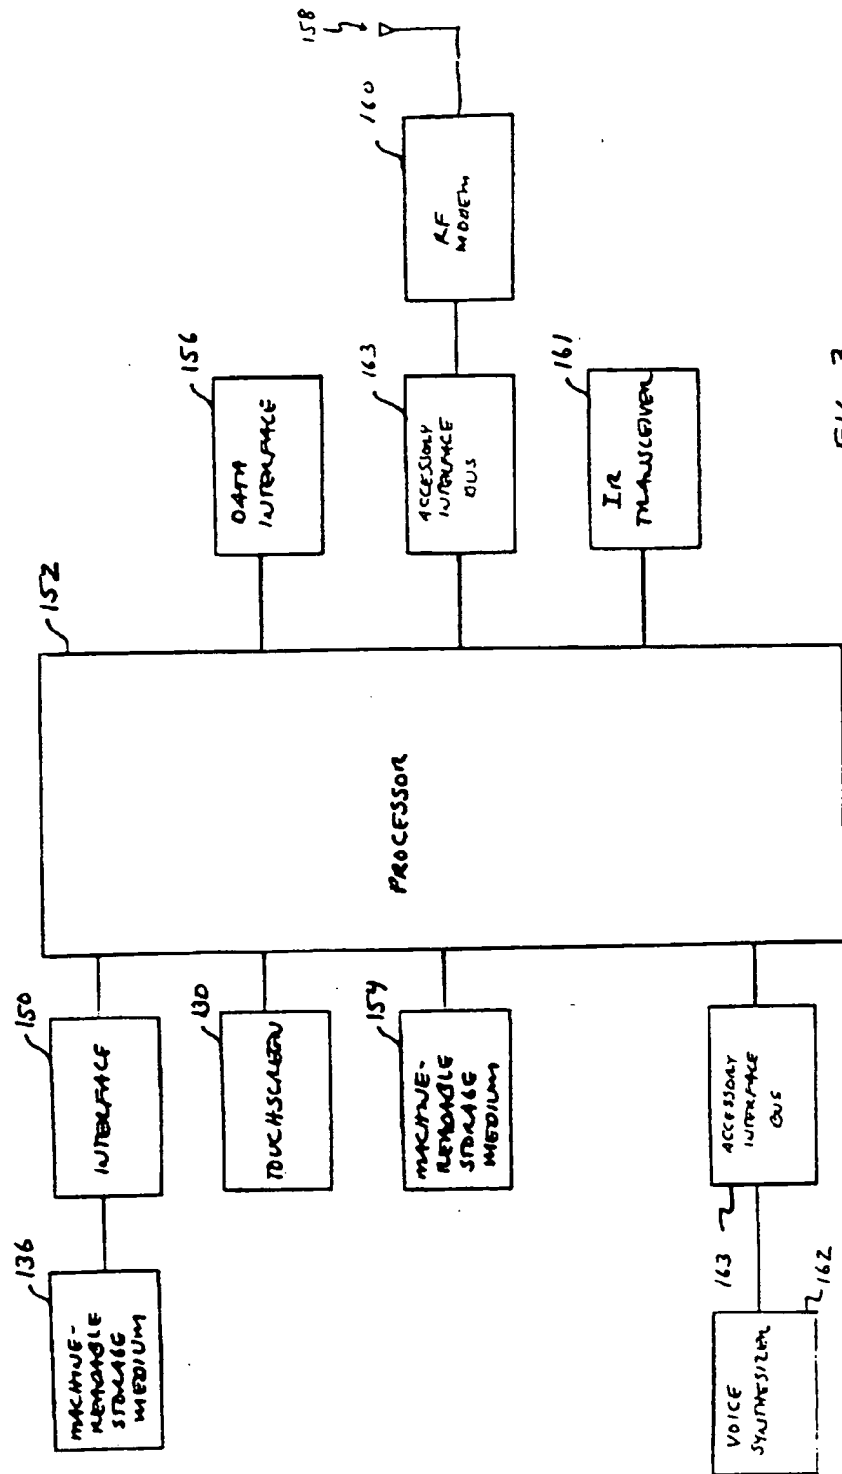 158
160
RF
MODEM
156
DATA
INTERFACE
163
ACCESSORY
INTERFACE
BUS
161
IR
TRANSCEIVER
152
PROCESSOR
150
INTERFACE
130
TOUCHSCREEN
154
MACHINE-
READABLE
STORAGE
MEDIUM
ACCESSORY
INTERFACE
BUS
163
136
MACHINE-
READABLE
STORAGE
MEDIUM
162
VOICE
SYNTHESIZER